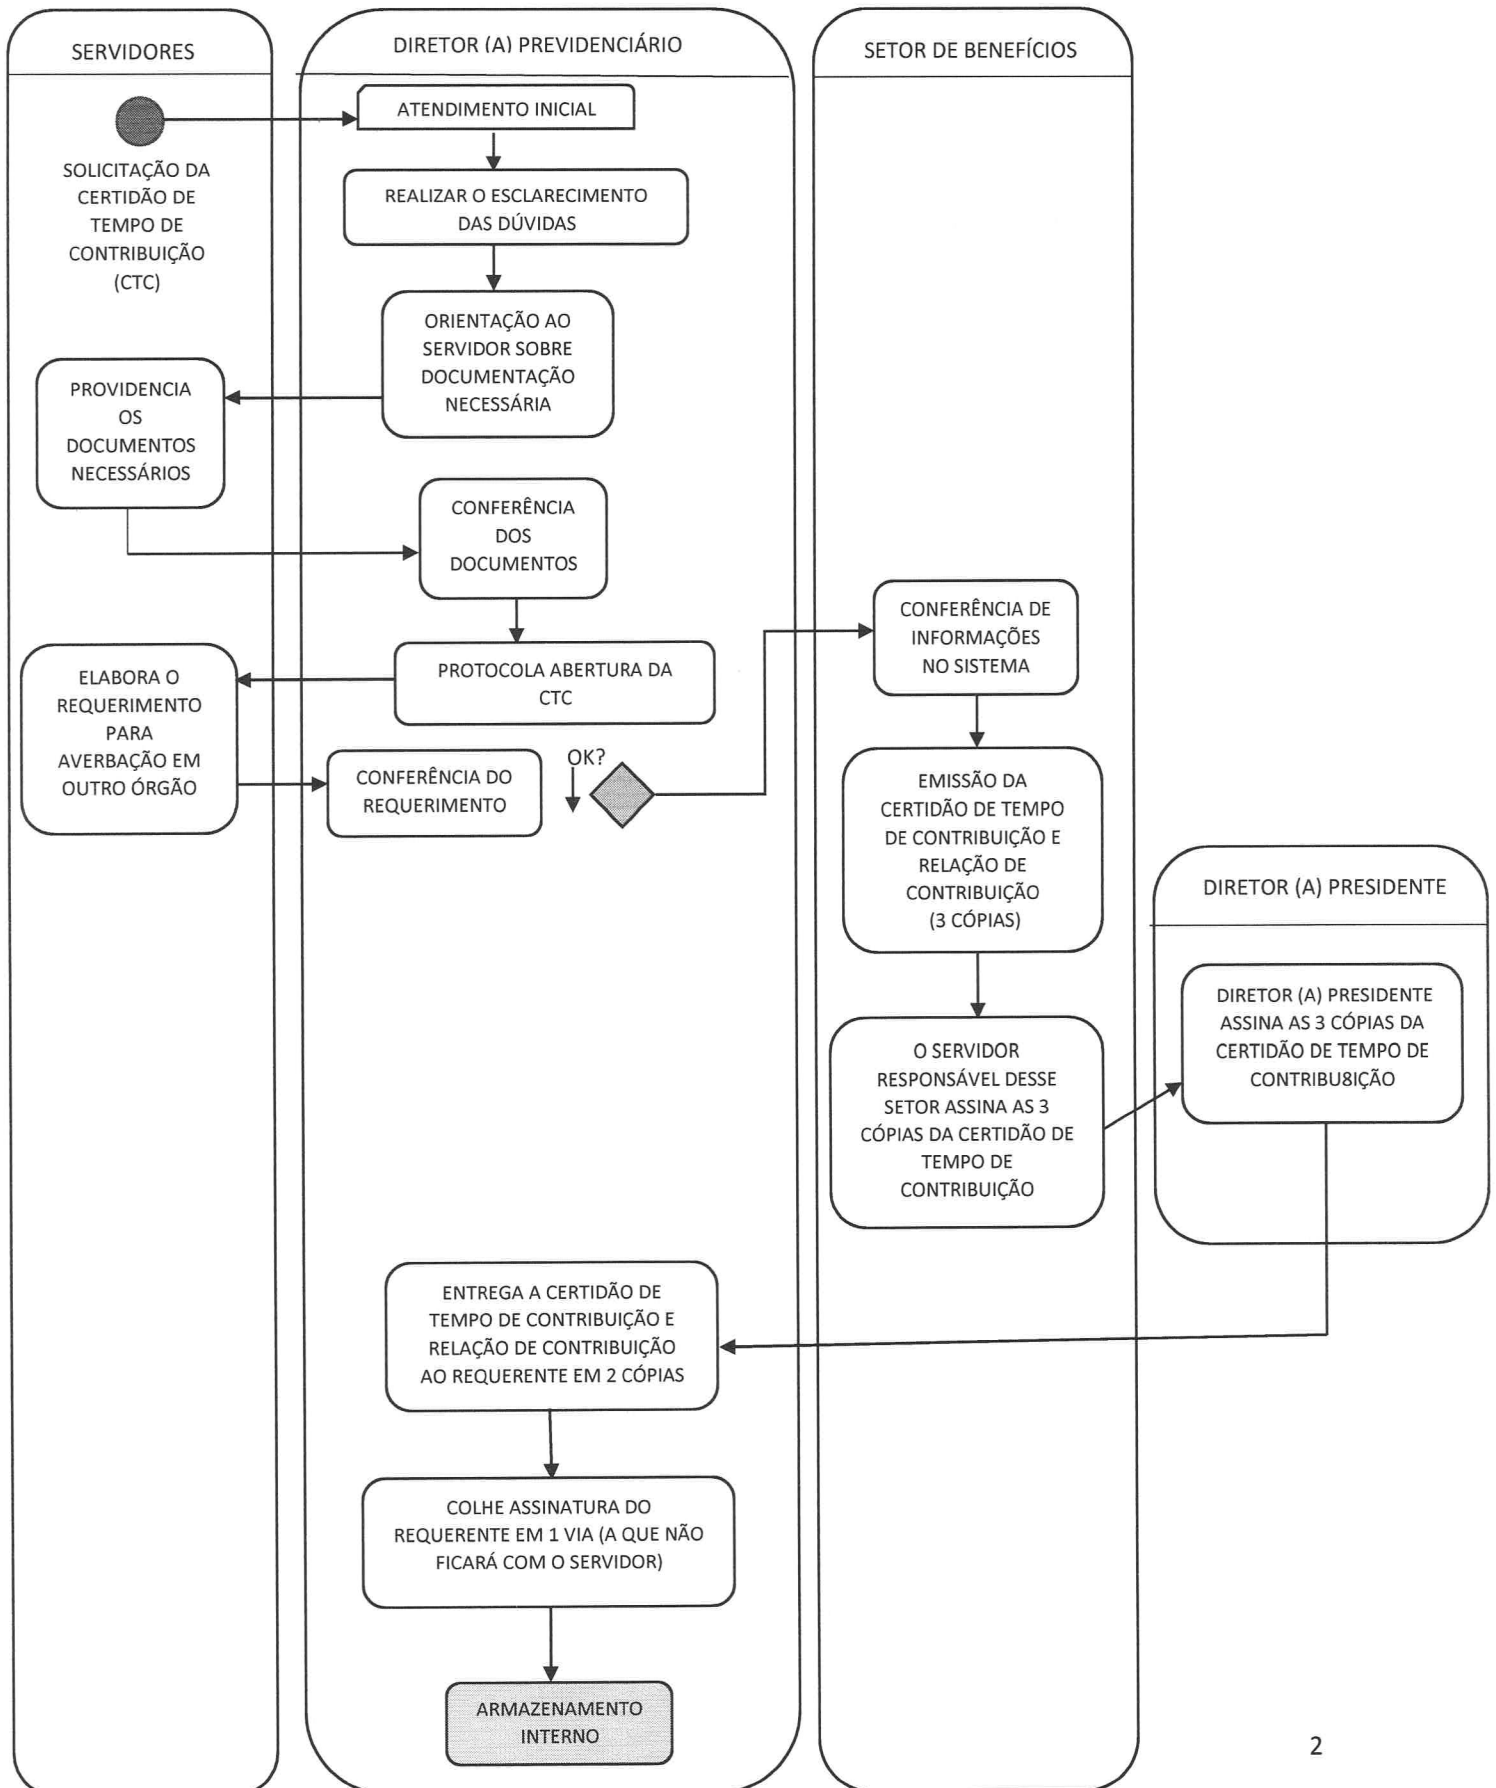 SERVIDORES
DIRETOR (A) PREVIDENCIÁRIO
SETOR DE BENEFÍCIOS
ATENDIMENTO INICIAL
SOLICITAÇÃO DA
CERTIDÃO DE
TEMPO DE
CONTRIBUIÇÃO
(CTC)
REALIZAR O ESCLARECIMENTO
DAS DÚVIDAS
ORIENTAÇÃO AO
SERVIDOR SOBRE
DOCUMENTAÇÃO
NECESSÁRIA
PROVIDENCIA
OS
DOCUMENTOS
NECESSÁRIOS
CONFERÊNCIA
DOS
DOCUMENTOS
PROTOCOLA ABERTURA DA
CTC
ELABORA O
REQUERIMENTO
PARA
AVERBAÇÃO EM
OUTRO ÓRGÃO
CONFERÊNCIA DO
REQUERIMENTO
OK?
CONFERÊNCIA DE
INFORMAÇÕES
NO SISTEMA
EMISSÃO DA
CERTIDÃO DE TEMPO
DE CONTRIBUIÇÃO E
RELAÇÃO DE
CONTRIBUIÇÃO
(3 CÓPIAS)
O SERVIDOR
RESPONSÁVEL DESSE
SETOR ASSINA AS 3
CÓPIAS DA CERTIDÃO DE
TEMPO DE
CONTRIBUIÇÃO
DIRETOR (A) PRESIDENTE
DIRETOR (A) PRESIDENTE
ASSINA AS 3 CÓPIAS DA
CERTIDÃO DE TEMPO DE
CONTRIBU8IÇÃO
ENTREGA A CERTIDÃO DE
TEMPO DE CONTRIBUIÇÃO E
RELAÇÃO DE CONTRIBUIÇÃO
AO REQUERENTE EM 2 CÓPIAS
COLHE ASSINATURA DO
REQUERENTE EM 1 VIA (A QUE NÃO
FICARÁ COM O SERVIDOR)
ARMAZENAMENTO
INTERNO
2